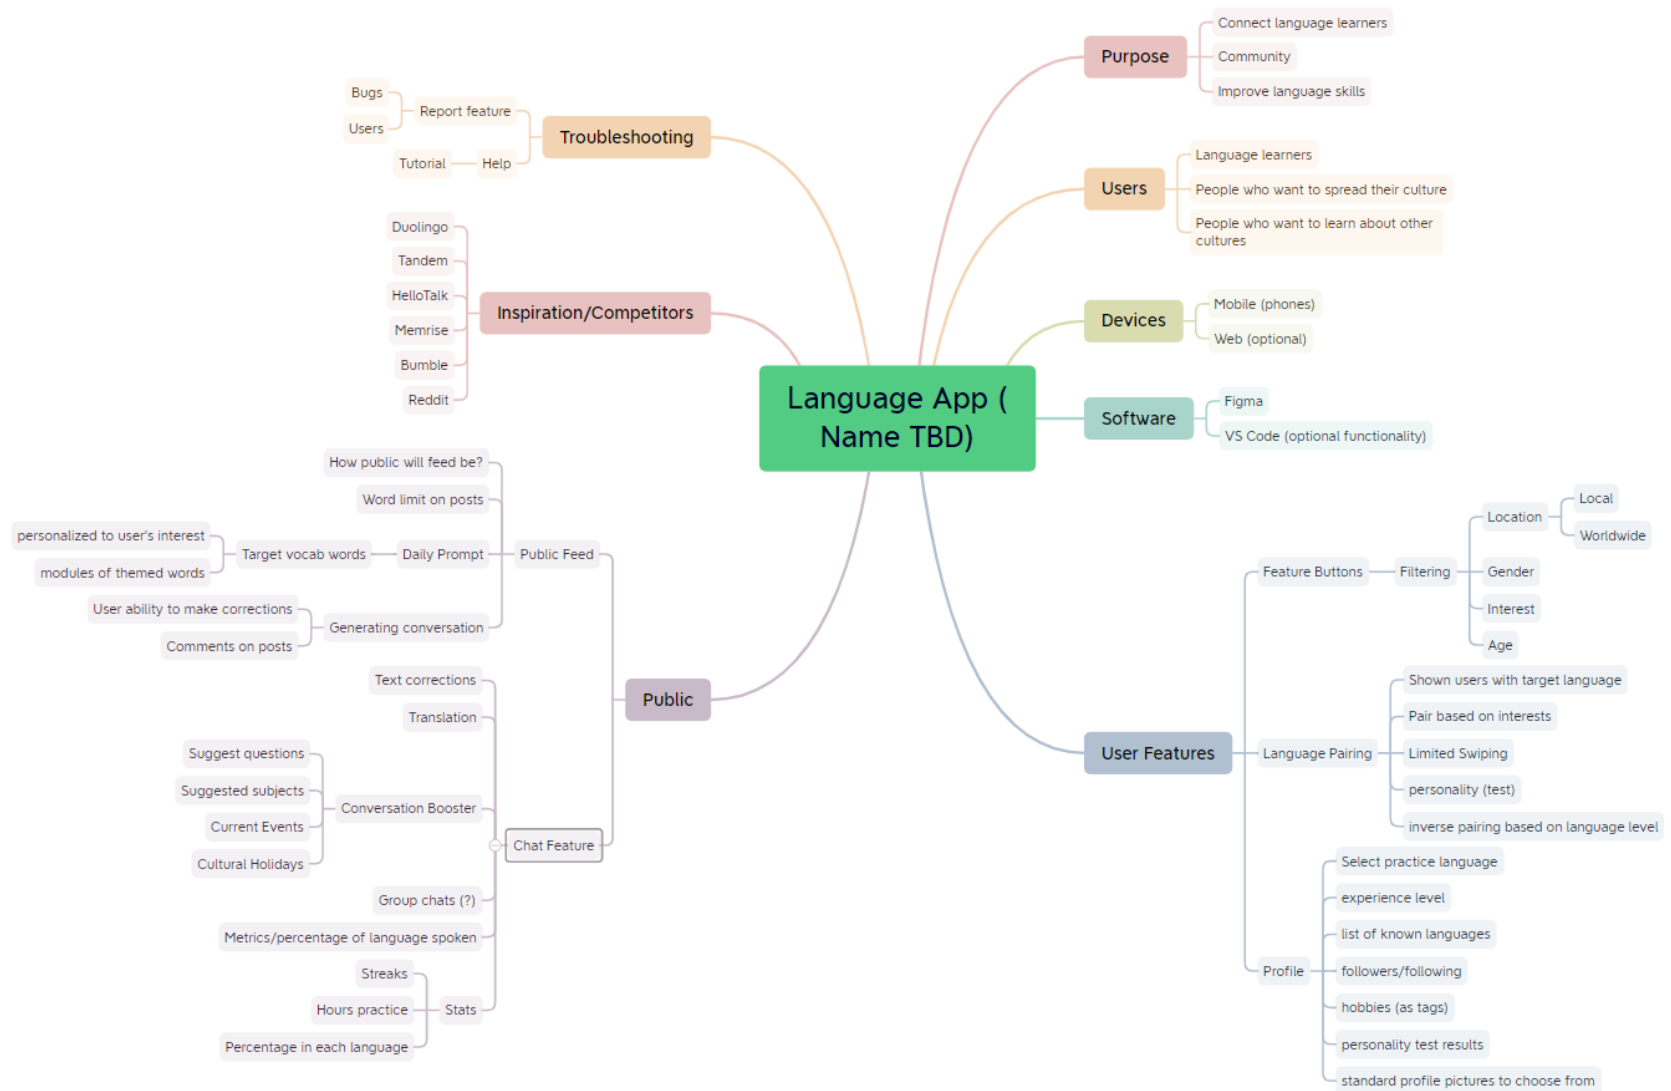 Language App (
Name TBD)
Purpose
Connect language learners
Community
Improve language skills
Users
Language learners
People who want to spread their culture
People who want to learn about other
cultures
Devices
Mobile (phones)
Web (optional)
Software
Figma
VS Code (optional functionality)
User Features
Feature Buttons
Filtering
Location
Local
Worldwide
Gender
Interest
Age
Language Pairing
Shown users with target language
Pair based on interests
Limited Swiping
personality (test)
inverse pairing based on language level
Profile
Select practice language
experience level
list of known languages
followers/following
hobbies (as tags)
personality test results
standard profile pictures to choose from
Troubleshooting
Report feature
Bugs
Users
Help
Tutorial
Inspiration/Competitors
Duolingo
Tandem
HelloTalk
Memrise
Bumble
Reddit
Public
Public Feed
How public will feed be?
Word limit on posts
Daily Prompt
Target vocab words
personalized to user's interest
modules of themed words
Generating conversation
User ability to make corrections
Comments on posts
Chat Feature
Text corrections
Translation
Conversation Booster
Suggest questions
Suggested subjects
Current Events
Cultural Holidays
Group chats (?)
Metrics/percentage of language spoken
Stats
Streaks
Hours practice
Percentage in each language